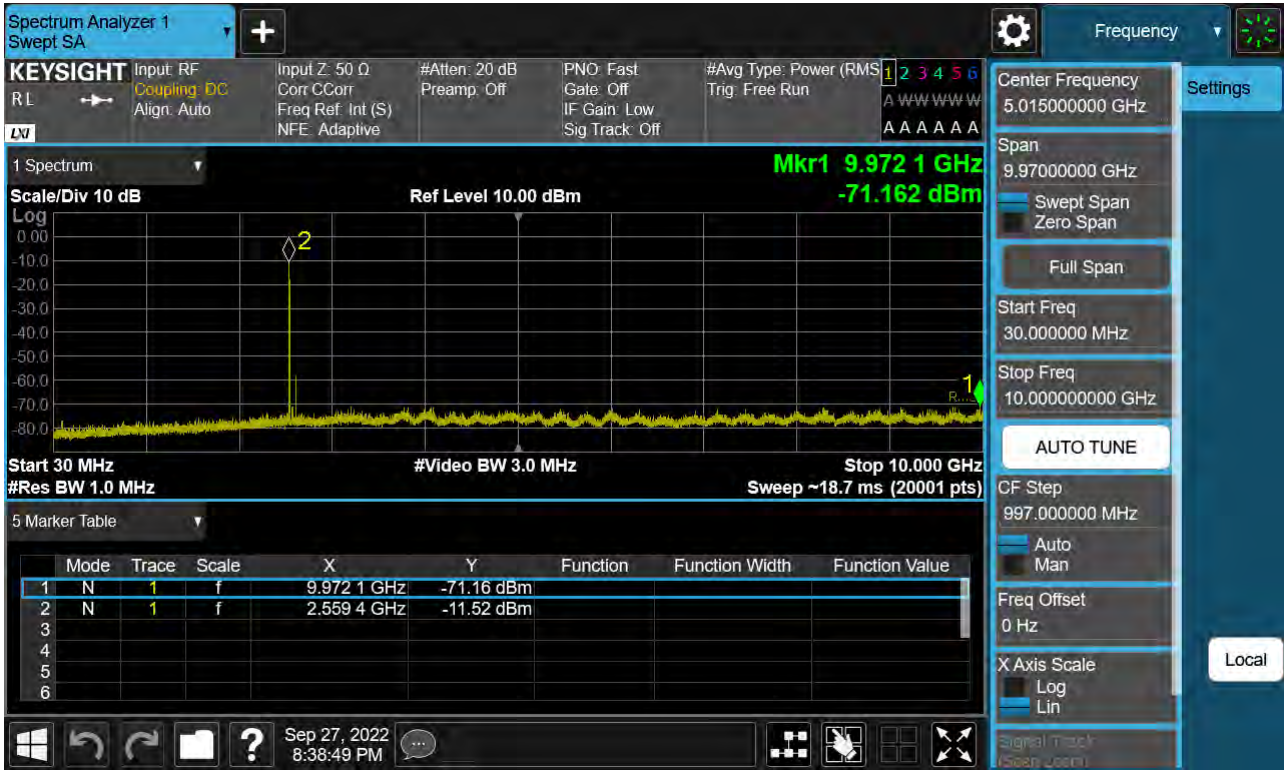 Spectrum Analyzer 1
Swept SA
Frequency
KEYSIGHT
RL
LXI
Input: RF
Coupling: DC
Align: Auto
Input Z: 50 Ω
Corr CCorr
Freq Ref: Int (S)
NFE: Adaptive
#Atten: 20 dB
Preamp: Off
PNO: Fast
Gate: Off
IF Gain: Low
Sig Track: Off
#Avg Type: Power (RMS
Trig: Free Run
1 2 3 4 5 6
A W W W W W
A A A A A A
1 Spectrum
Mkr1 9.972 1 GHz
-71.162 dBm
Scale/Div 10 dB
Ref Level 10.00 dBm
Log
0.00
-10.0
-20.0
-30.0
-40.0
-50.0
-60.0
-70.0
-80.0
2
1
Start 30 MHz
#Video BW 3.0 MHz
Stop 10.000 GHz
#Res BW 1.0 MHz
Sweep ~18.7 ms (20001 pts)
5 Marker Table
Mode Trace Scale X Y Function Function Width Function Value
1 N 1 f 9.972 1 GHz -71.16 dBm
2 N 1 f 2.559 4 GHz -11.52 dBm
3
4
5
6
Sep 27, 2022
8:38:49 PM
?
Center Frequency
5.015000000 GHz
Settings
Span
9.97000000 GHz
Swept Span
Zero Span
Full Span
Start Freq
30.000000 MHz
Stop Freq
10.000000000 GHz
AUTO TUNE
CF Step
997.000000 MHz
Auto
Man
Freq Offset
0 Hz
X Axis Scale
Log
Lin
Local
Signal Track
(Span Zoom)